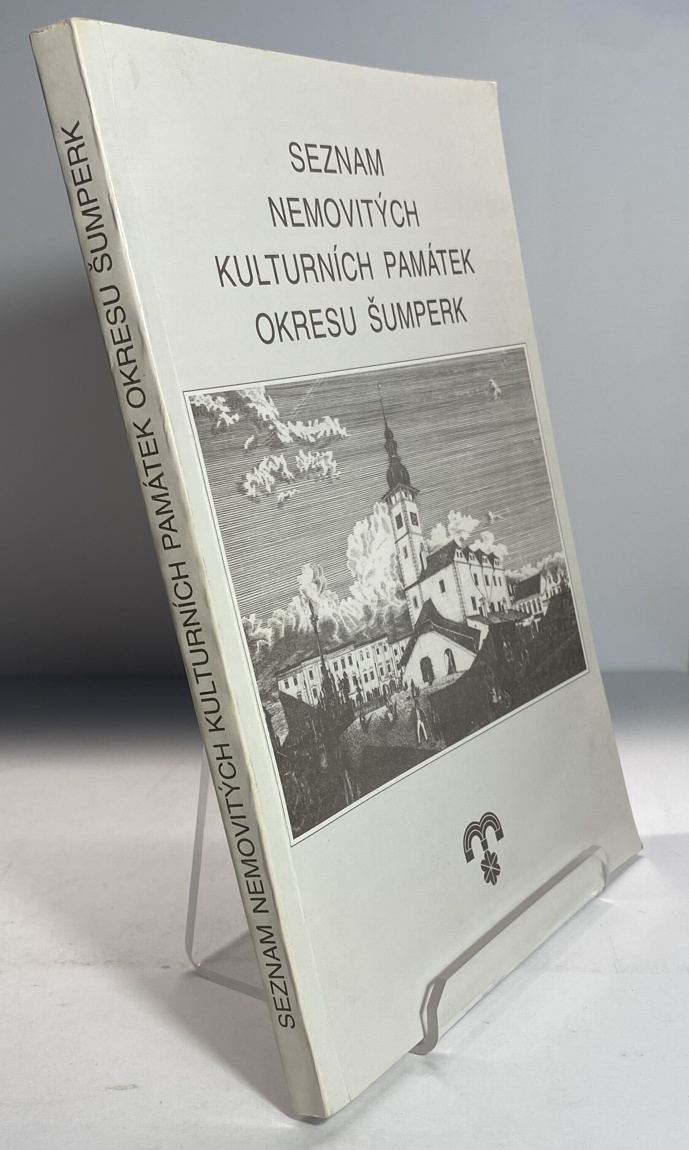 SEZNAM
NEMOVITÝCH
KULTURNÍCH PAMÁTEK
OKRESU ŠUMPERK
SEZNAM NEMOVITÝCH KULTURNÍCH PAMÁTEK OKRESU ŠUMPERK